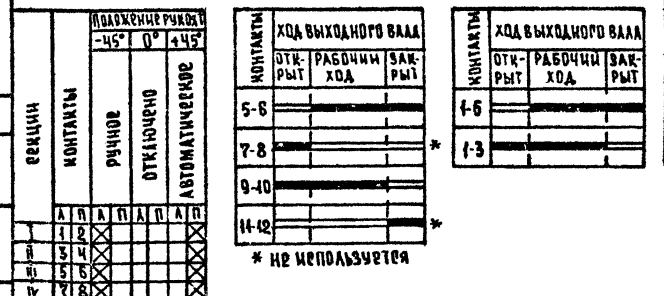 ПОЛОЖЕНИЕ РУКОЯТ
-45° 0° +45°
СЕКЦИИ КОНТАКТЫ РУЧНОЕ ОТКЛЮЧЕНО АВТОМАТИЧЕСКОЕ
Л П Л П Л П Л П
I 1 2
II 3 4
III 5 6
IV 7 8
КОНТАКТЫ ХОД ВЫХОДНОГО ВАЛА
ОТК- РАБОЧИЙ ЗАК-
РЫТ ХОД РЫТ
5-6
7-8 *
9-10
11-12 *
* НЕ ИСПОЛЬЗУЕТСЯ
КОНТАКТЫ ХОД ВЫХОДНОГО ВАЛА
ОТК- РАБОЧИЙ ЗАК-
РЫТ ХОД РЫТ
1-6
1-3